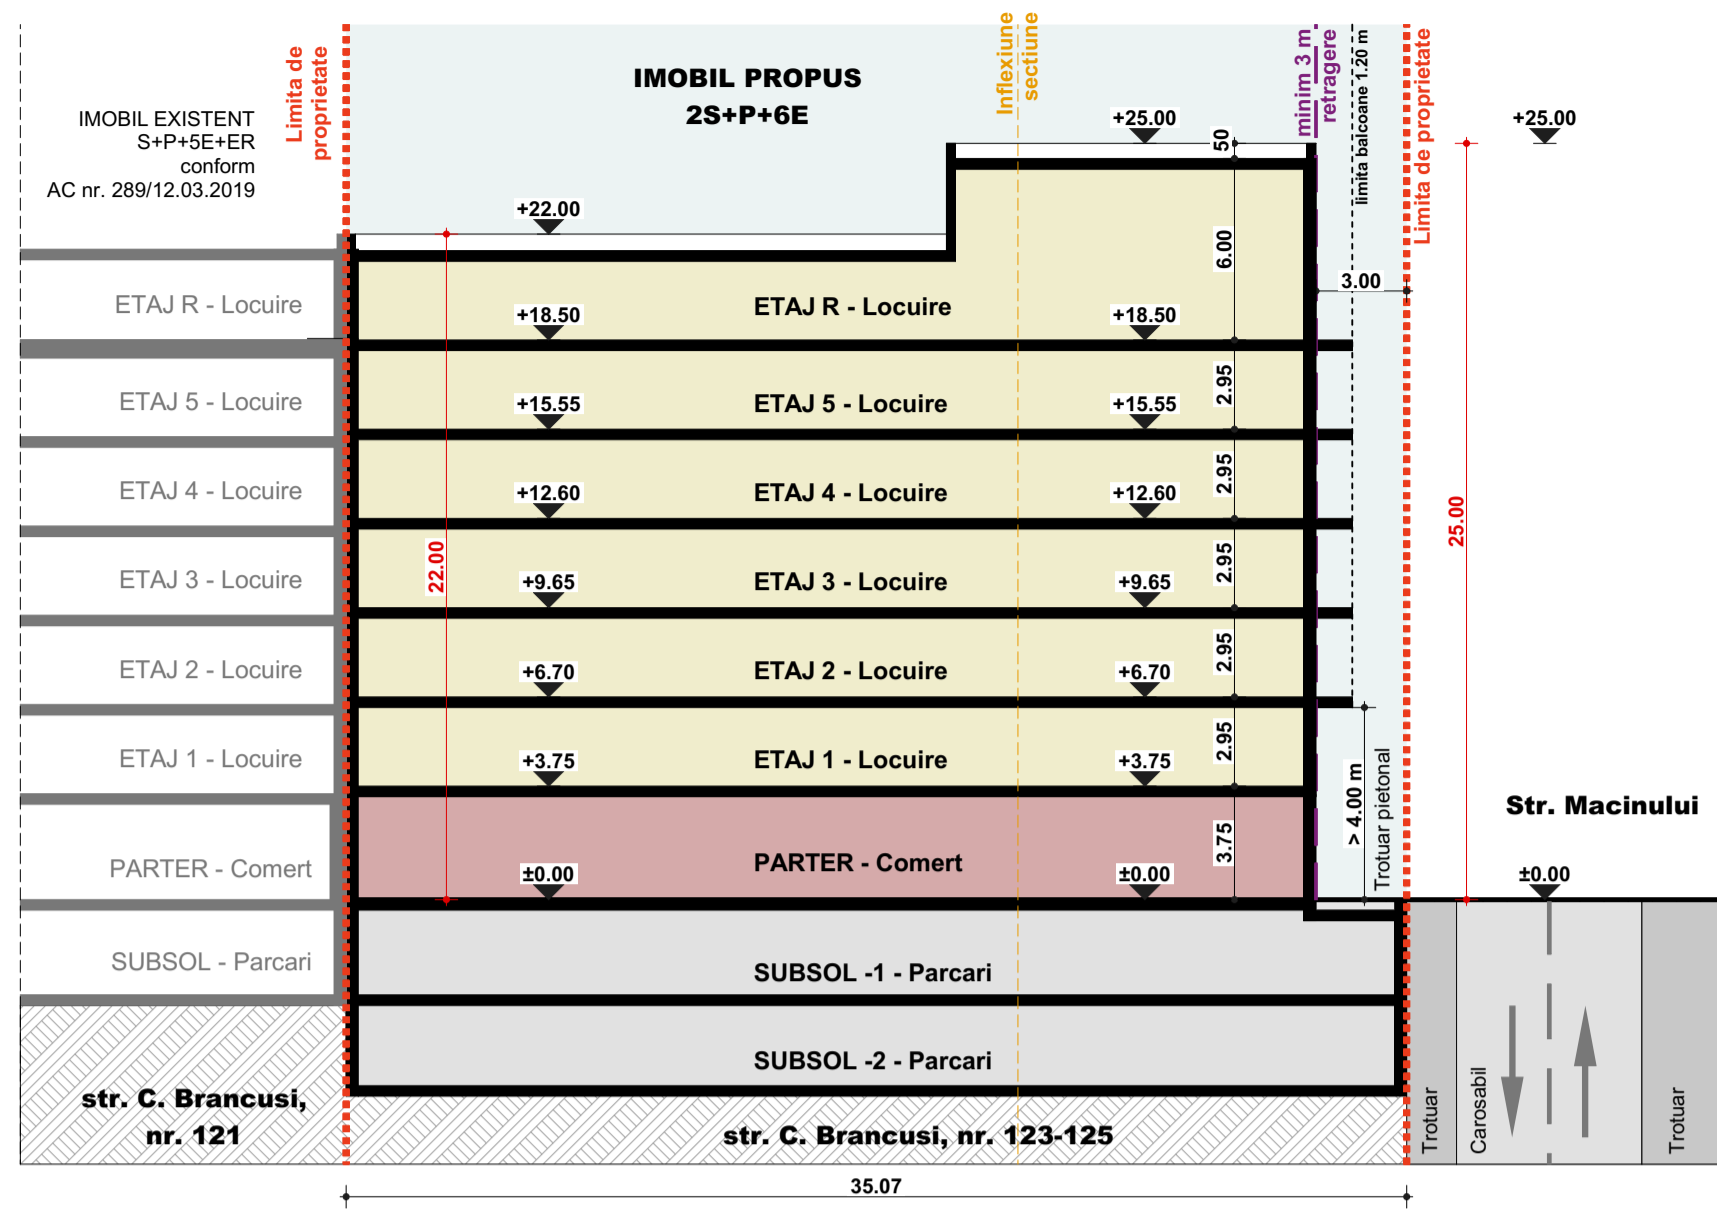 IMOBIL EXISTENT
S+P+5E+ER
conform
AC nr. 289/12.03.2019
Limita de
proprietate
IMOBIL PROPUS
2S+P+6E
Inflexiune
sectiune
minim 3 m
retragere
limita balcoane 1.20 m
Limita de proprietate
+25.00
+25.00
50
+22.00
6.00
3.00
ETAJ R - Locuire
ETAJ R - Locuire
+18.50
+18.50
2.95
ETAJ 5 - Locuire
+15.55
ETAJ 5 - Locuire
+15.55
2.95
ETAJ 4 - Locuire
+12.60
ETAJ 4 - Locuire
+12.60
25.00
22.00
2.95
ETAJ 3 - Locuire
+9.65
ETAJ 3 - Locuire
+9.65
2.95
ETAJ 2 - Locuire
+6.70
ETAJ 2 - Locuire
+6.70
2.95
ETAJ 1 - Locuire
+3.75
ETAJ 1 - Locuire
+3.75
> 4.00 m
Trotuar pietonal
Str. Macinului
3.75
PARTER - Comert
±0.00
PARTER - Comert
±0.00
±0.00
SUBSOL - Parcari
SUBSOL -1 - Parcari
SUBSOL -2 - Parcari
Trotuar
Carosabil
Trotuar
str. C. Brancusi,
nr. 121
str. C. Brancusi, nr. 123-125
35.07